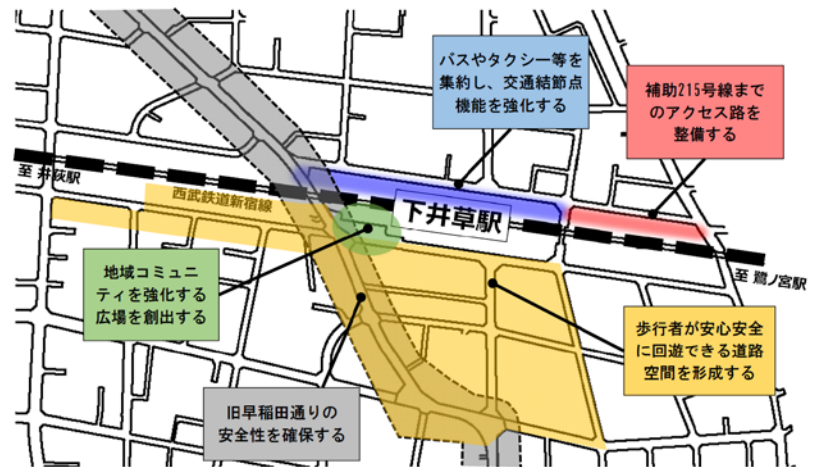 バスやタクシー等を
集約し、交通結節点
機能を強化する
補助215号線まで
のアクセス路を
整備する
至 井荻駅
西武鉄道新宿線
下井草駅
至 鷺ノ宮駅
地域コミュニ
ティを強化する
広場を創出する
歩行者が安心安全
に回遊できる道路
空間を形成する
旧早稲田通りの
安全性を確保する